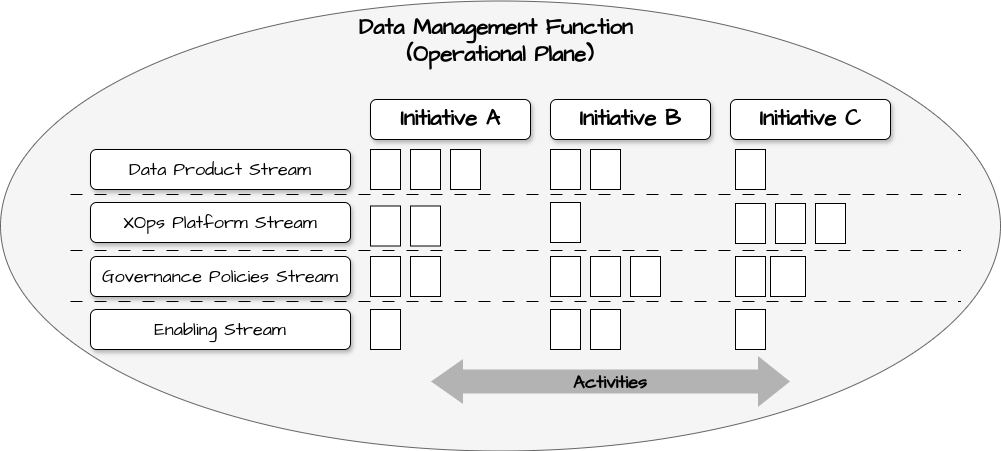 Data Management Function
(Operational Plane)
Initiative A
Initiative B
Initiative C
Data Product Stream
XOps Platform Stream
Governance Policies Stream
Enabling Stream
Activities